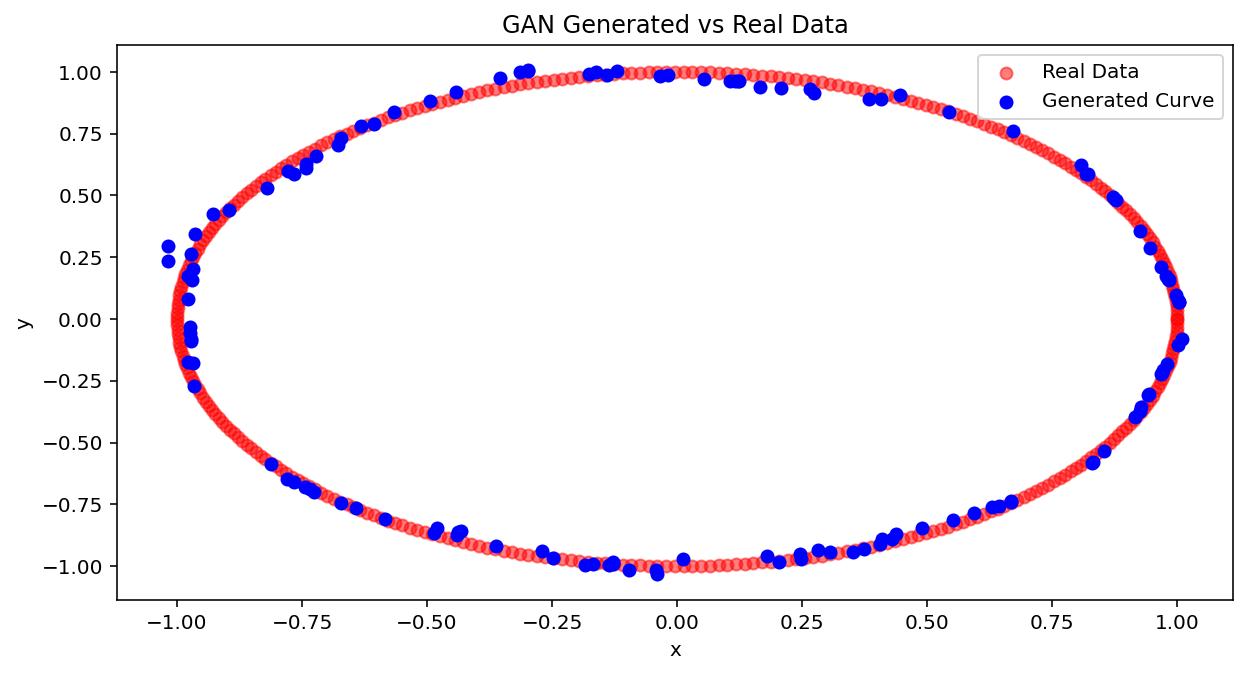 GAN Generated vs Real Data
Real Data
Generated Curve
1.00
0.75
0.50
0.25
0.00
−0.25
−0.50
−0.75
−1.00
y
−1.00 −0.75 −0.50 −0.25 0.00 0.25 0.50 0.75 1.00
x